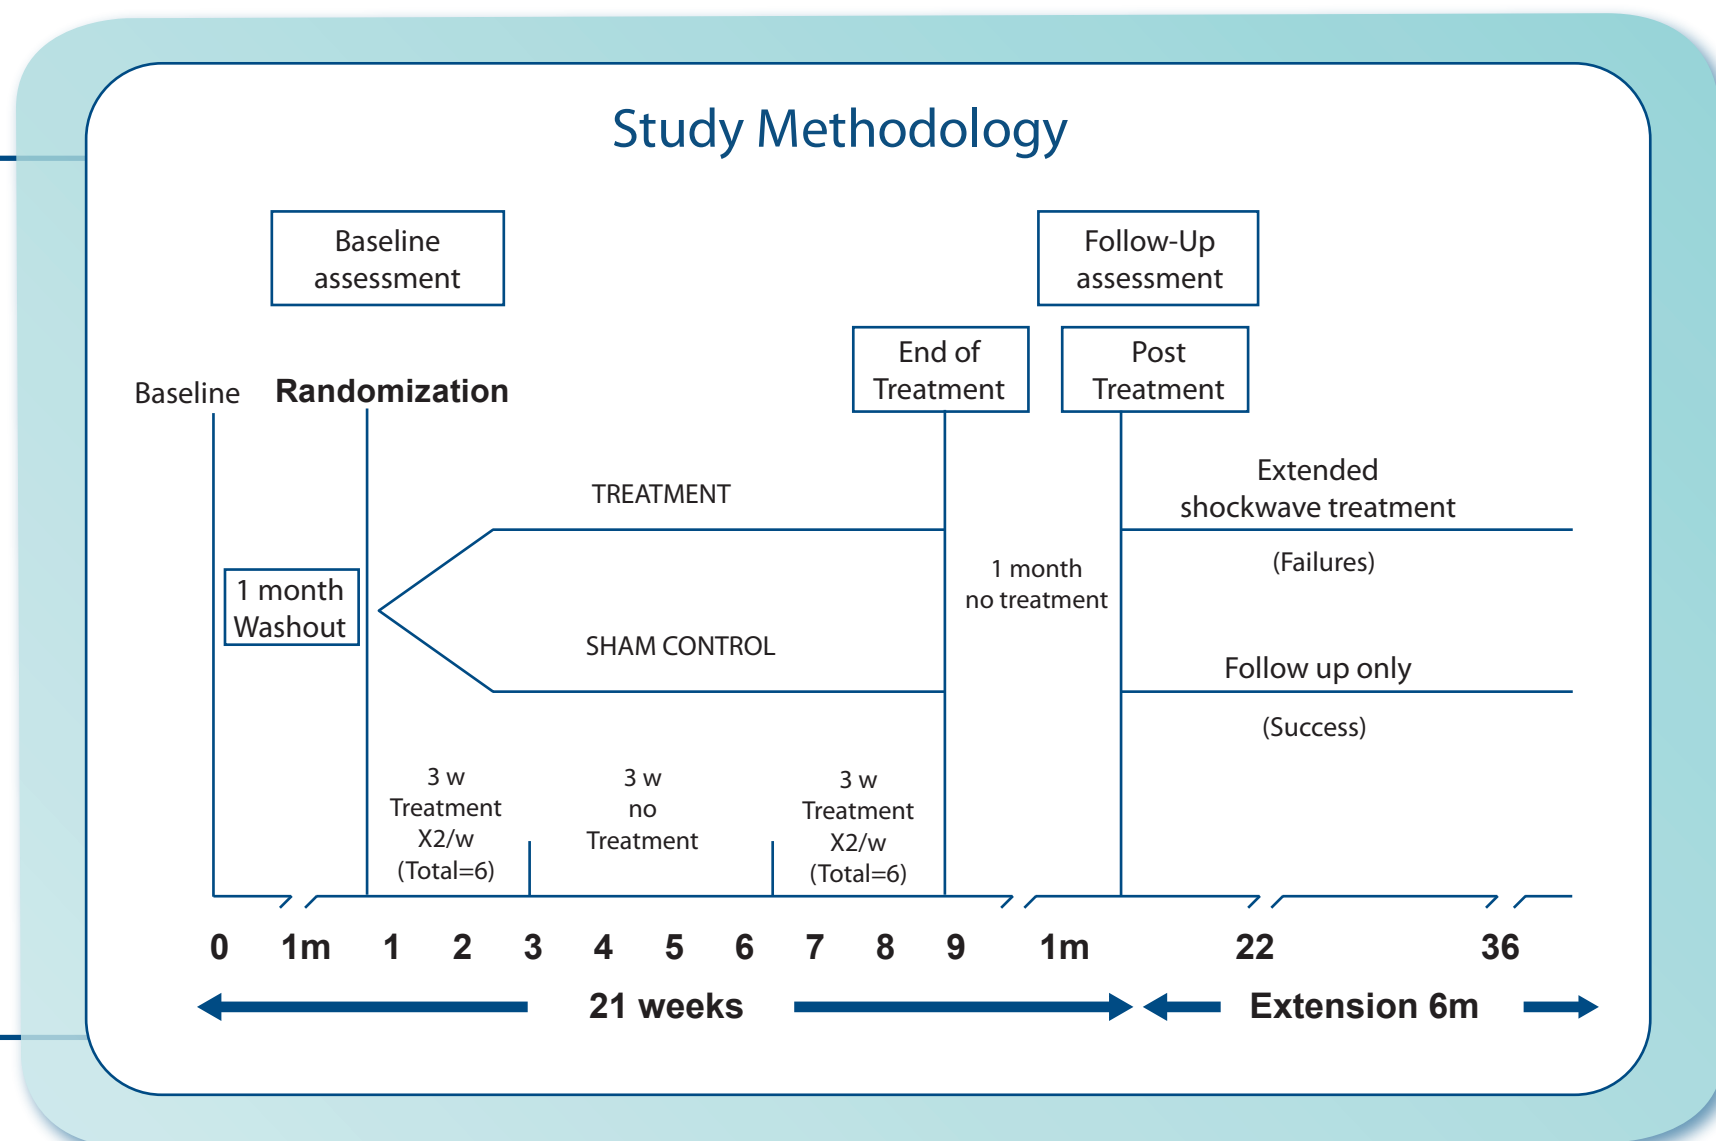 Study Methodology
Baseline
assessment
Follow-Up
assessment
End of
Treatment
Post
Treatment
Baseline
Randomization
TREATMENT
Extended
shockwave treatment
(Failures)
1 month
Washout
1 month
no treatment
SHAM CONTROL
Follow up only
(Success)
3 w
Treatment
X2/w
(Total=6)
3 w
no
Treatment
3 w
Treatment
X2/w
(Total=6)
0 1m 1 2 3 4 5 6 7 8 9 1m 22 36
21 weeks
Extension 6m